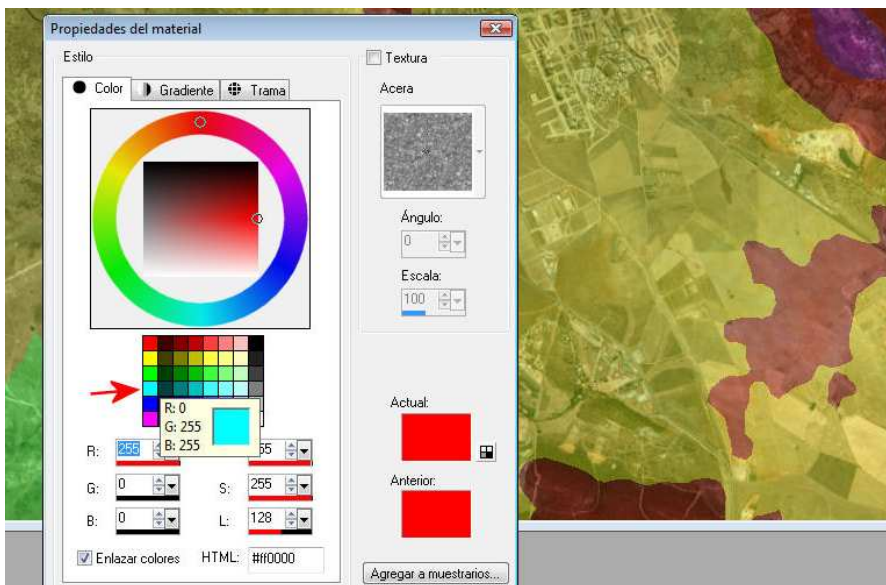 Propiedades del material
Estilo
Color
Gradiente
Trama
Textura
Acera
Ángulo:
0
Escala:
100
R: 0
G: 255
B: 255
R: 255
G: 0
S: 255
B: 0
L: 128
Enlazar colores
HTML: #ff0000
Actual:
Anterior:
Agregar a muestrarios...